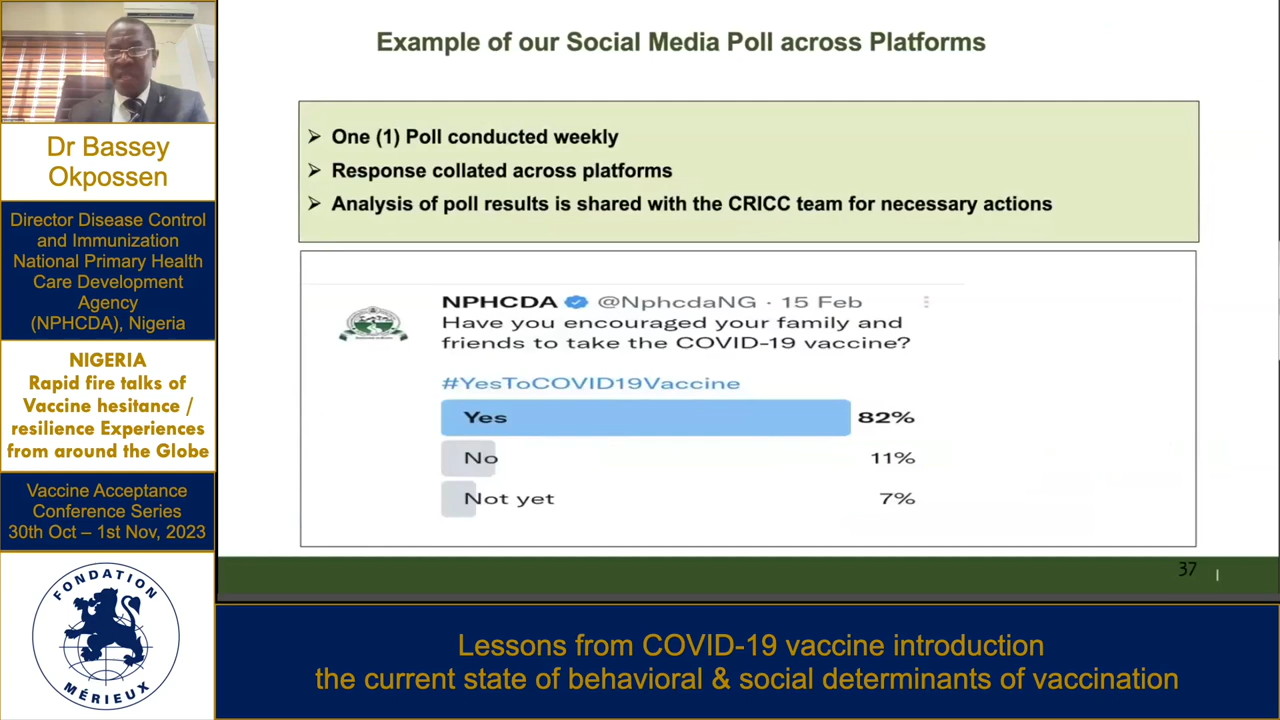 Example of our Social Media Poll across Platforms
One (1) Poll conducted weekly
Response collated across platforms
Analysis of poll results is shared with the CRICC team for necessary actions
NPHCDA @NphcdaNG · 15 Feb
Have you encouraged your family and
friends to take the COVID-19 vaccine?
#YesToCOVID19Vaccine
Yes 82%
No 11%
Not yet 7%
37
Dr Bassey
Okpossen
Director Disease Control
and Immunization
National Primary Health
Care Development
Agency
(NPHCDA), Nigeria
NIGERIA
Rapid fire talks of
Vaccine hesitance /
resilience Experiences
from around the Globe
Vaccine Acceptance
Conference Series
30th Oct – 1st Nov, 2023
FONDATION
MÉRIEUX
Lessons from COVID-19 vaccine introduction
the current state of behavioral & social determinants of vaccination